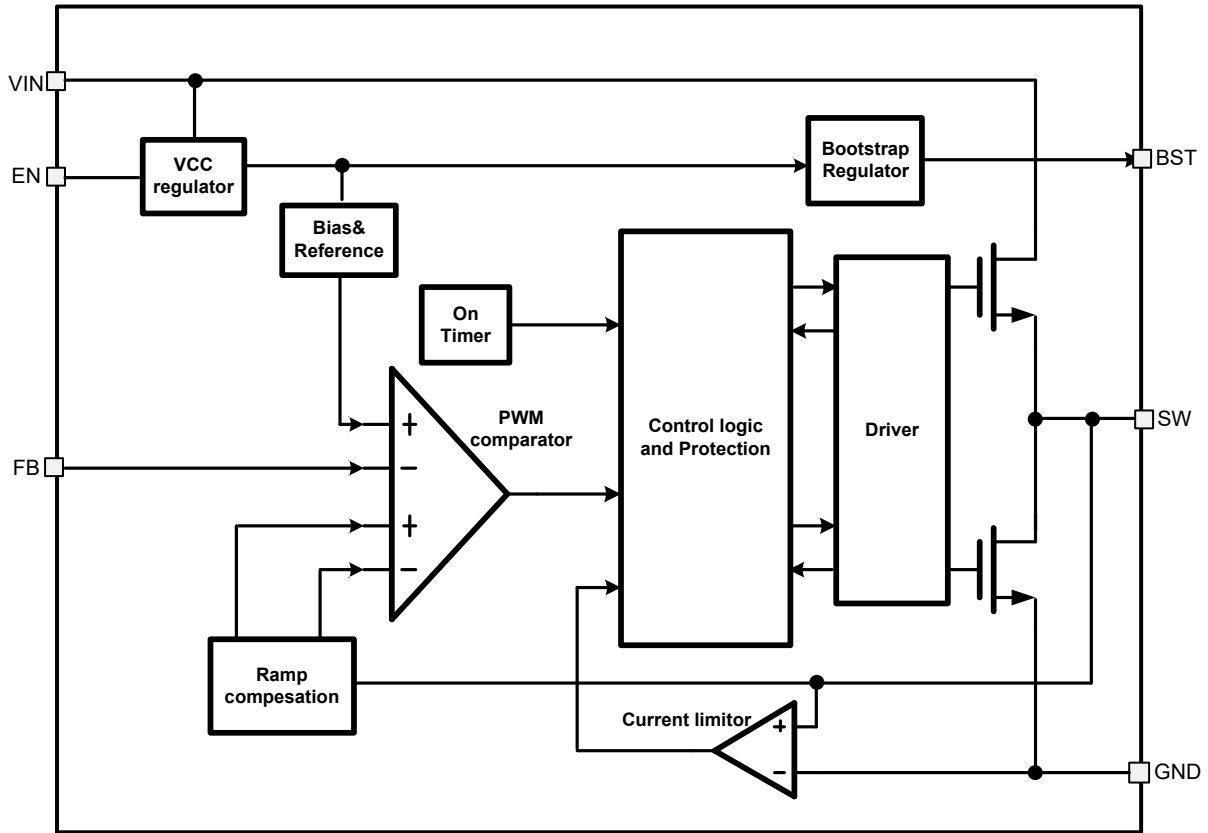 VIN
EN
VCC
regulator
Bootstrap
Regulator
BST
Bias&
Reference
On
Timer
PWM
comparator
+
−
+
−
FB
Control logic
and Protection
Driver
SW
Ramp
compesation
Current limitor
+
−
GND